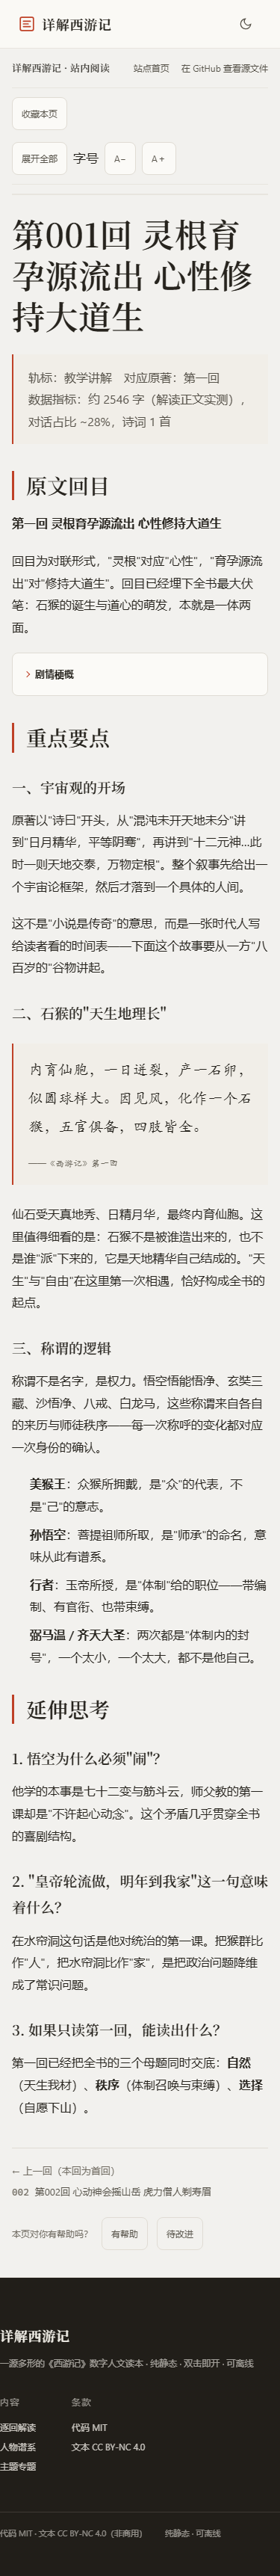 详解西游记
详解西游记 · 站内阅读 站点首页 在 GitHub 查看源文件
收藏本页
展开全部 字号 A− A+
第001回 灵根育
孕源流出 心性修
持大道生
轨标：教学讲解 对应原著：第一回
数据指标：约 2546 字（解读正文实测），
对话占比 ~28%，诗词 1 首
原文回目
第一回 灵根育孕源流出 心性修持大道生
回目为对联形式，"灵根"对应"心性"，"育孕源流
出"对"修持大道生"。回目已经埋下全书最大伏
笔：石猴的诞生与道心的萌发，本就是一体两
面。
剧情梗概
重点要点
一、宇宙观的开场
原著以"诗曰"开头，从"混沌未开天地未分"讲
到"日月精华，平等阴骘"，再讲到"十二元神…此
时一则天地交泰，万物定根"。整个叙事先给出一
个宇宙论框架，然后才落到一个具体的人间。
这不是"小说是传奇"的意思，而是一张时代人写
给读者看的时间表——下面这个故事要从一方"八
百岁的"谷物讲起。
二、石猴的"天生地理长"
内育仙胞，一日迸裂，产一石卵，
似圆球样大。因见风，化作一个石
猴，五官俱备，四肢皆全。
——《西游记》第一回
仙石受天真地秀、日精月华，最终内育仙胞。这
里值得细看的是：石猴不是被谁造出来的，也不
是谁"派"下来的，它是天地精华自己结成的。"天
生"与"自由"在这里第一次相遇，恰好构成全书的
起点。
三、称谓的逻辑
称谓不是名字，是权力。悟空悟能悟净、玄奘三
藏、沙悟净、八戒、白龙马，这些称谓来自各自
的来历与师徒秩序——每一次称呼的变化都对应
一次身份的确认。
美猴王：众猴所拥戴，是"众"的代表，不
是"己"的意志。
孙悟空：菩提祖师所取，是"师承"的命名，意
味从此有谱系。
行者：玉帝所授，是"体制"给的职位——带编
制、有官衔、也带束缚。
弼马温 / 齐天大圣：两次都是"体制内的封
号"，一个太小，一个太大，都不是他自己。
延伸思考
1. 悟空为什么必须"闹"？
他学的本事是七十二变与筋斗云，师父教的第一
课却是"不许起心动念"。这个矛盾几乎贯穿全书
的喜剧结构。
2. "皇帝轮流做，明年到我家"这一句意味
着什么？
在水帘洞这句话是他对统治的第一课。把猴群比
作"人"，把水帘洞比作"家"，是把政治问题降维
成了常识问题。
3. 如果只读第一回，能读出什么？
第一回已经把全书的三个母题同时交底：自然
（天生我材）、秩序（体制召唤与束缚）、选择
（自愿下山）。
← 上一回（本回为首回）
002 第002回 心动神会摇山岳 虎力僧人剃寿眉
本页对你有帮助吗？ 有帮助 待改进
详解西游记
一源多形的《西游记》数字人文读本 · 纯静态 · 双击即开 · 可离线
内容 条款
逐回解读 代码 MIT
人物谱系 文本 CC BY-NC 4.0
主题专题
代码 MIT · 文本 CC BY-NC 4.0（非商用） 纯静态 · 可离线